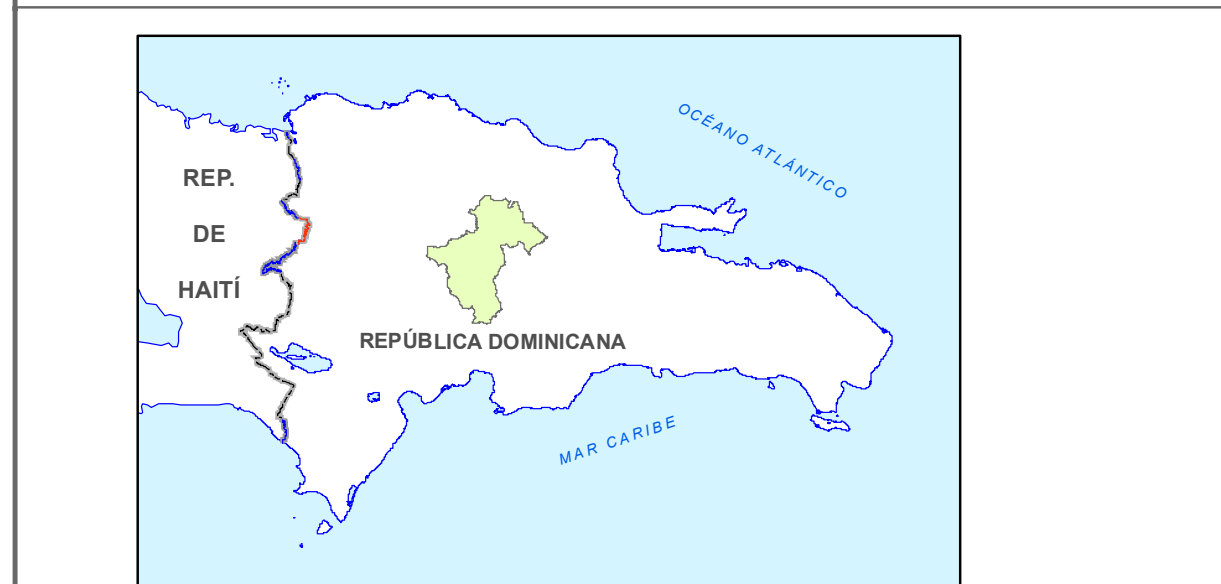 OCÉANO ATLÁNTICO
REP.
DE
HAITÍ
REPÚBLICA DOMINICANA
MAR CARIBE